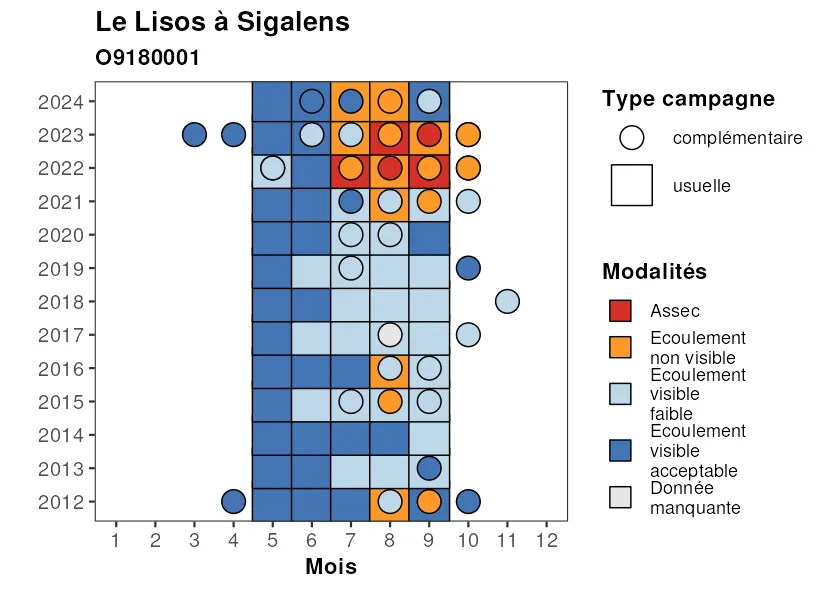 Le Lisos à Sigalens
O9180001
2024
2023
2022
2021
2020
2019
2018
2017
2016
2015
2014
2013
2012
1 2 3 4 5 6 7 8 9 10 11 12
Mois
Type campagne
complémentaire
usuelle
Modalités
Assec
Ecoulement
non visible
Ecoulement
visible
faible
Ecoulement
visible
acceptable
Donnée
manquante